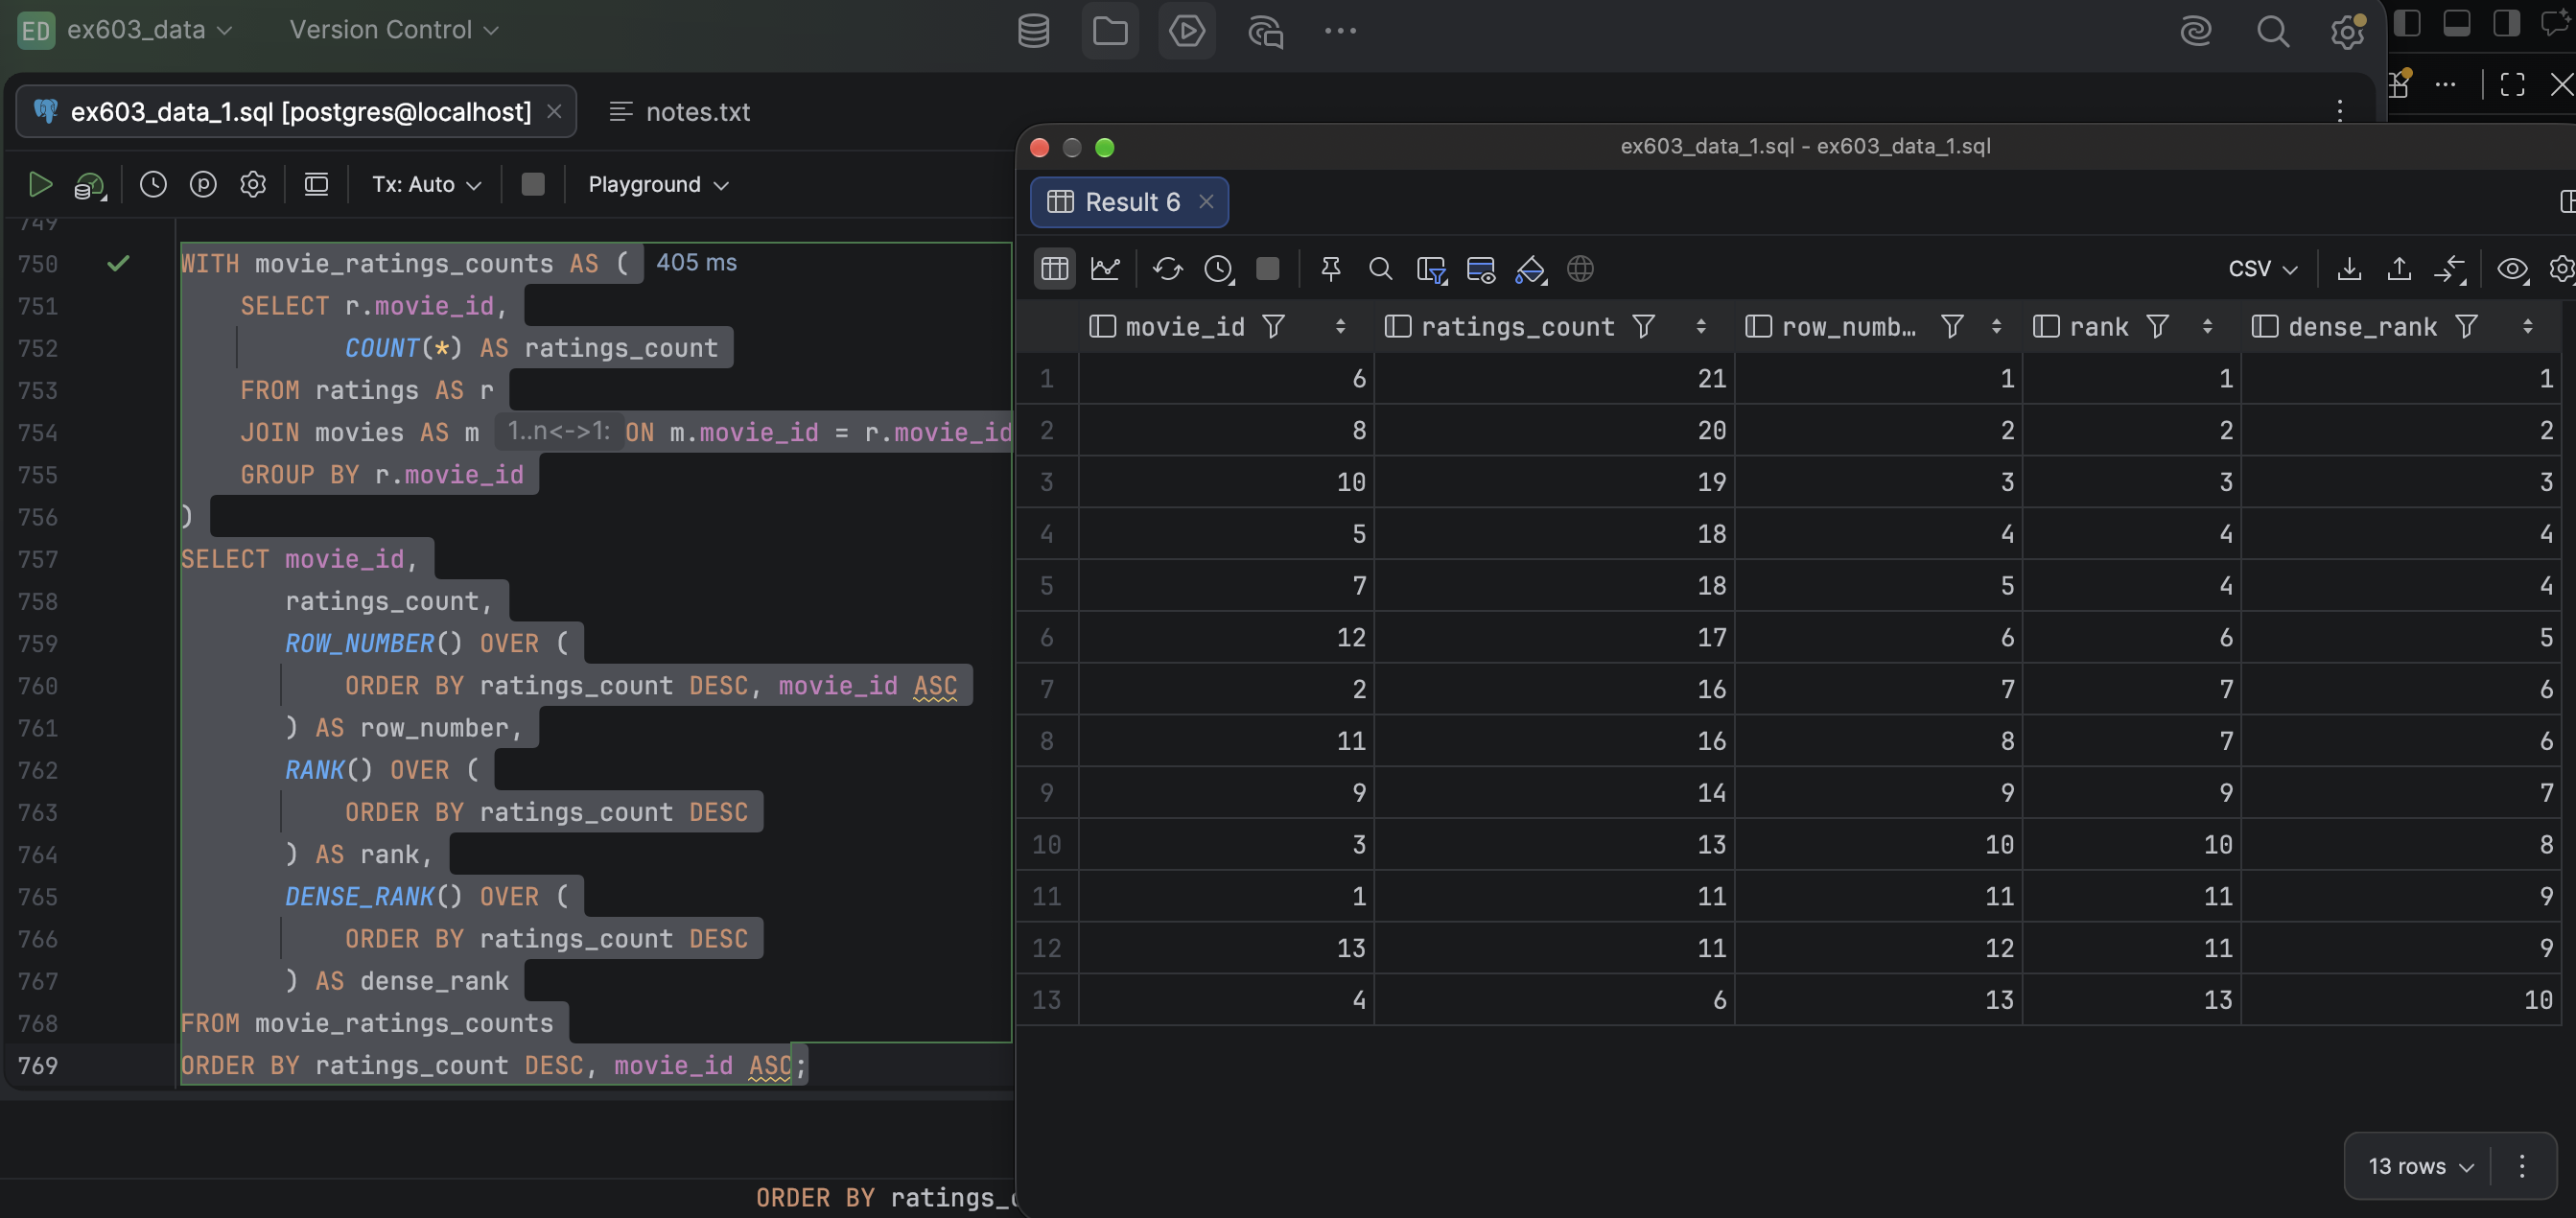 ED ex603_data Version Control
ex603_data_1.sql [postgres@localhost] notes.txt
Tx: Auto Playground
749
750 WITH movie_ratings_counts AS ( 405 ms
751 SELECT r.movie_id,
752 COUNT(*) AS ratings_count
753 FROM ratings AS r
754 JOIN movies AS m 1..n<->1: ON m.movie_id = r.movie_id
755 GROUP BY r.movie_id
756 )
757 SELECT movie_id,
758 ratings_count,
759 ROW_NUMBER() OVER (
760 ORDER BY ratings_count DESC, movie_id ASC
761 ) AS row_number,
762 RANK() OVER (
763 ORDER BY ratings_count DESC
764 ) AS rank,
765 DENSE_RANK() OVER (
766 ORDER BY ratings_count DESC
767 ) AS dense_rank
768 FROM movie_ratings_counts
769 ORDER BY ratings_count DESC, movie_id ASC;
ORDER BY ratings_
ex603_data_1.sql - ex603_data_1.sql
Result 6
CSV
movie_id ratings_count row_numb… rank dense_rank
1 6 21 1 1 1
2 8 20 2 2 2
3 10 19 3 3 3
4 5 18 4 4 4
5 7 18 5 4 4
6 12 17 6 6 5
7 2 16 7 7 6
8 11 16 8 7 6
9 9 14 9 9 7
10 3 13 10 10 8
11 1 11 11 11 9
12 13 11 12 11 9
13 4 6 13 13 10
13 rows